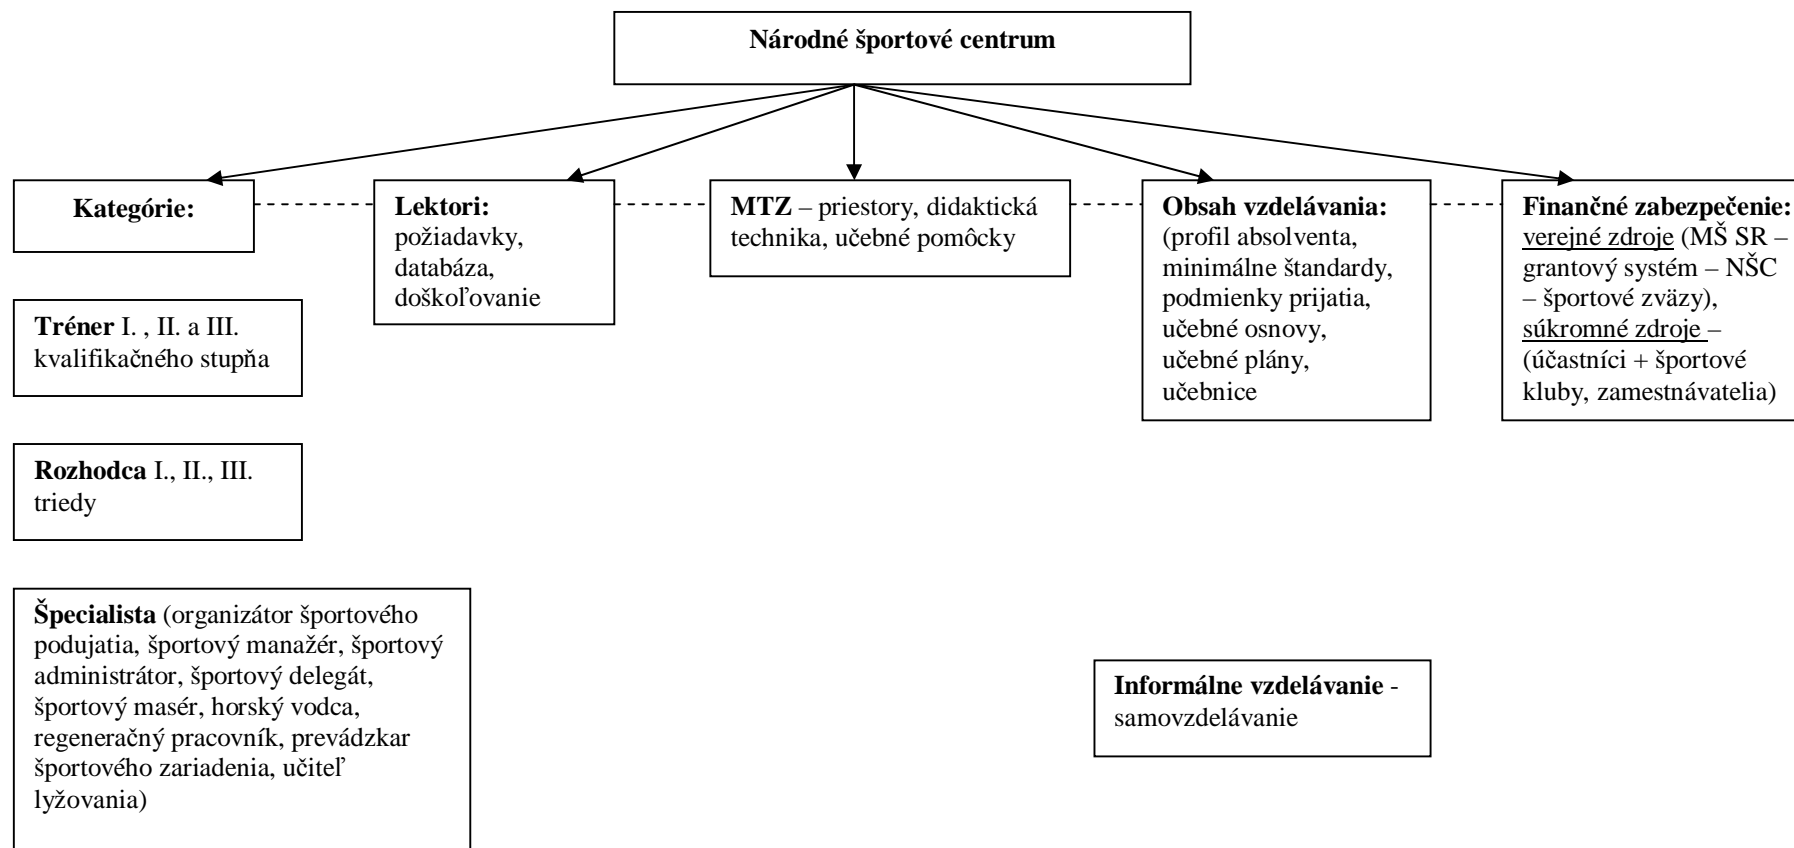 Národné športové centrum
Kategórie:
Lektori:
požiadavky,
databáza,
doškoľovanie
MTZ – priestory, didaktická
technika, učebné pomôcky
Obsah vzdelávania:
(profil absolventa,
minimálne štandardy,
podmienky prijatia,
učebné osnovy,
učebné plány,
učebnice
Finančné zabezpečenie:
verejné zdroje (MŠ SR –
grantový systém – NŠC
– športové zväzy),
súkromné zdroje –
(účastníci + športové
kluby, zamestnávatelia)
Tréner I. , II. a III.
kvalifikačného stupňa
Rozhodca I., II., III.
triedy
Špecialista (organizátor športového
podujatia, športový manažér, športový
administrátor, športový delegát,
športový masér, horský vodca,
regeneračný pracovník, prevádzkar
športového zariadenia, učiteľ
lyžovania)
Informálne vzdelávanie -
samovzdelávanie